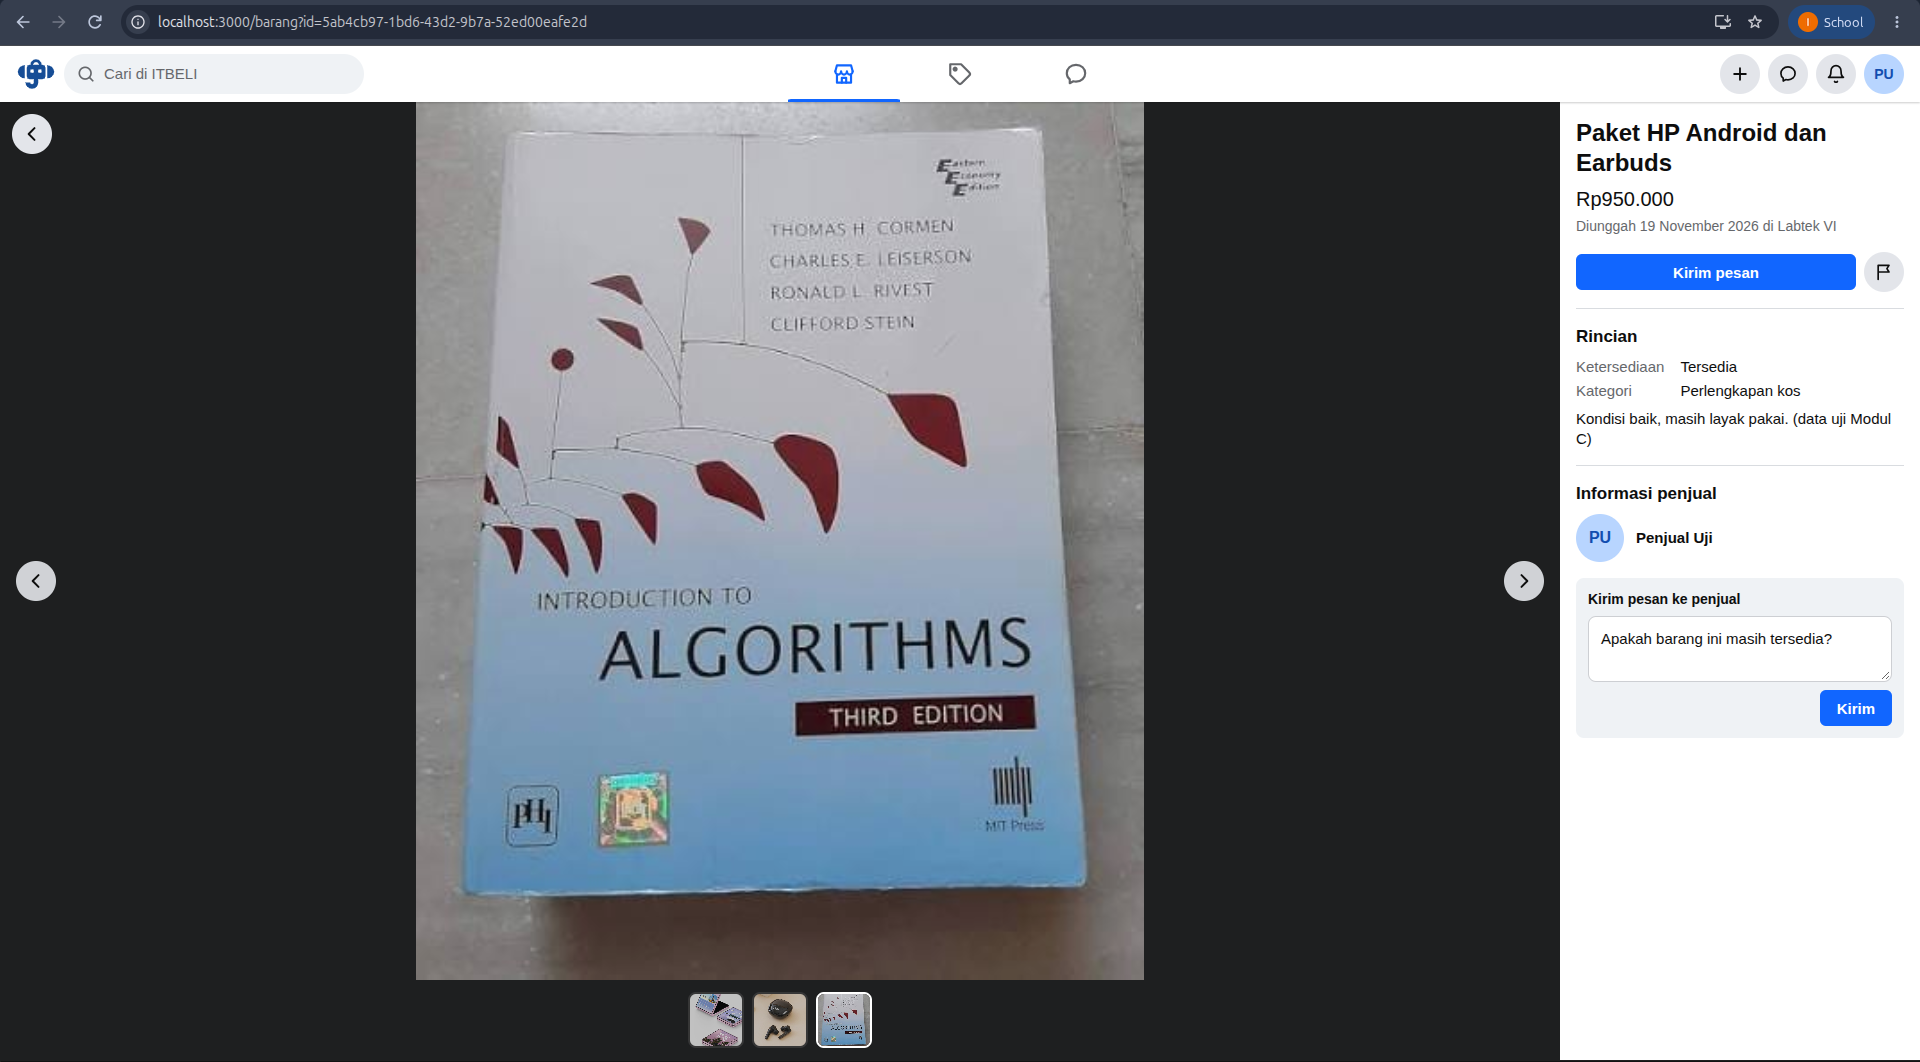 localhost:3000/barang?id=5ab4cb97-1bd6-43d2-9b7a-52ed00eafe2d
I
School
Cari di ITBELI
PU
Eastern
Economy
Edition
THOMAS H. CORMEN
CHARLES E. LEISERSON
RONALD L. RIVEST
CLIFFORD STEIN
INTRODUCTION TO
ALGORITHMS
THIRD EDITION
PHI
MIT Press
Paket HP Android dan
Earbuds
Rp950.000
Diunggah 19 November 2026 di Labtek VI
Kirim pesan
Rincian
Ketersediaan Tersedia
Kategori Perlengkapan kos
Kondisi baik, masih layak pakai. (data uji Modul
C)
Informasi penjual
PU
Penjual Uji
Kirim pesan ke penjual
Apakah barang ini masih tersedia?
Kirim